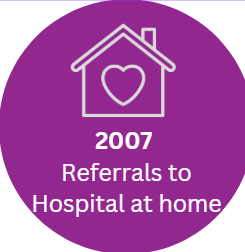 2007
Referrals to
Hospital at home